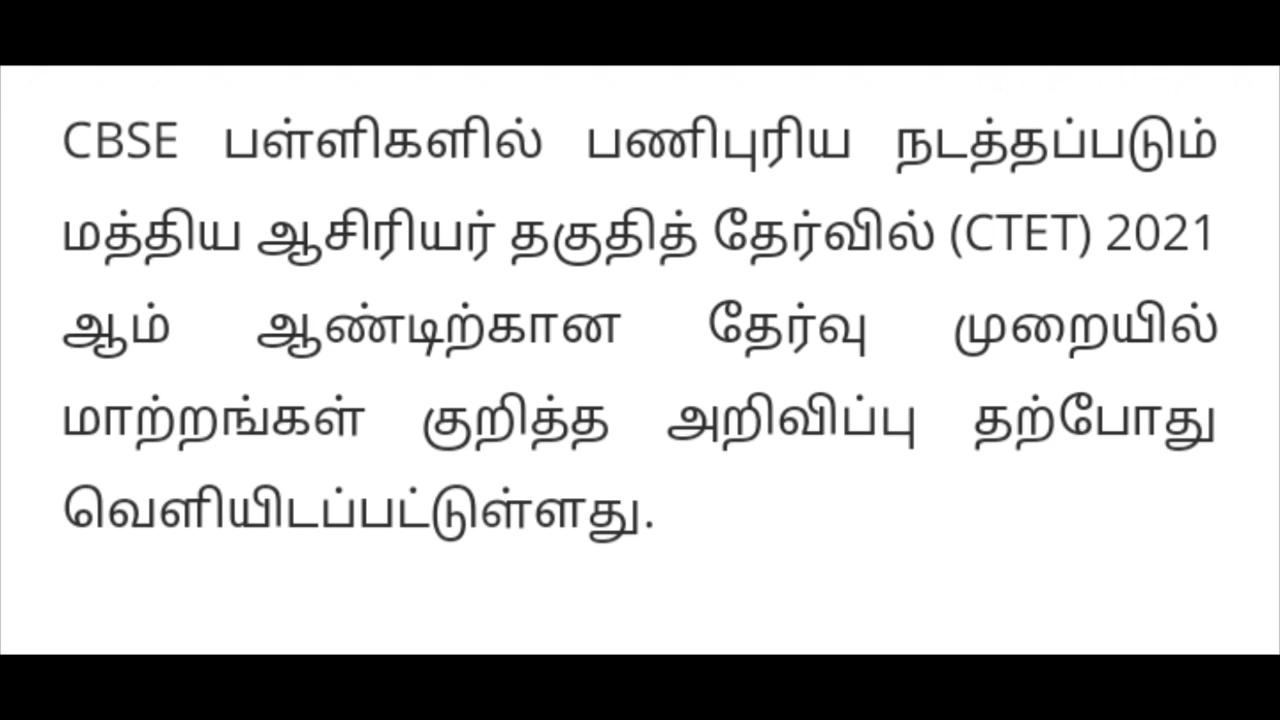 CBSE பள்ளிகளில் பணிபுரிய நடத்தப்படும்
மத்திய ஆசிரியர் தகுதித் தேர்வில் (CTET) 2021
ஆம் ஆண்டிற்கான தேர்வு முறையில்
மாற்றங்கள் குறித்த அறிவிப்பு தற்போது
வெளியிடப்பட்டுள்ளது.